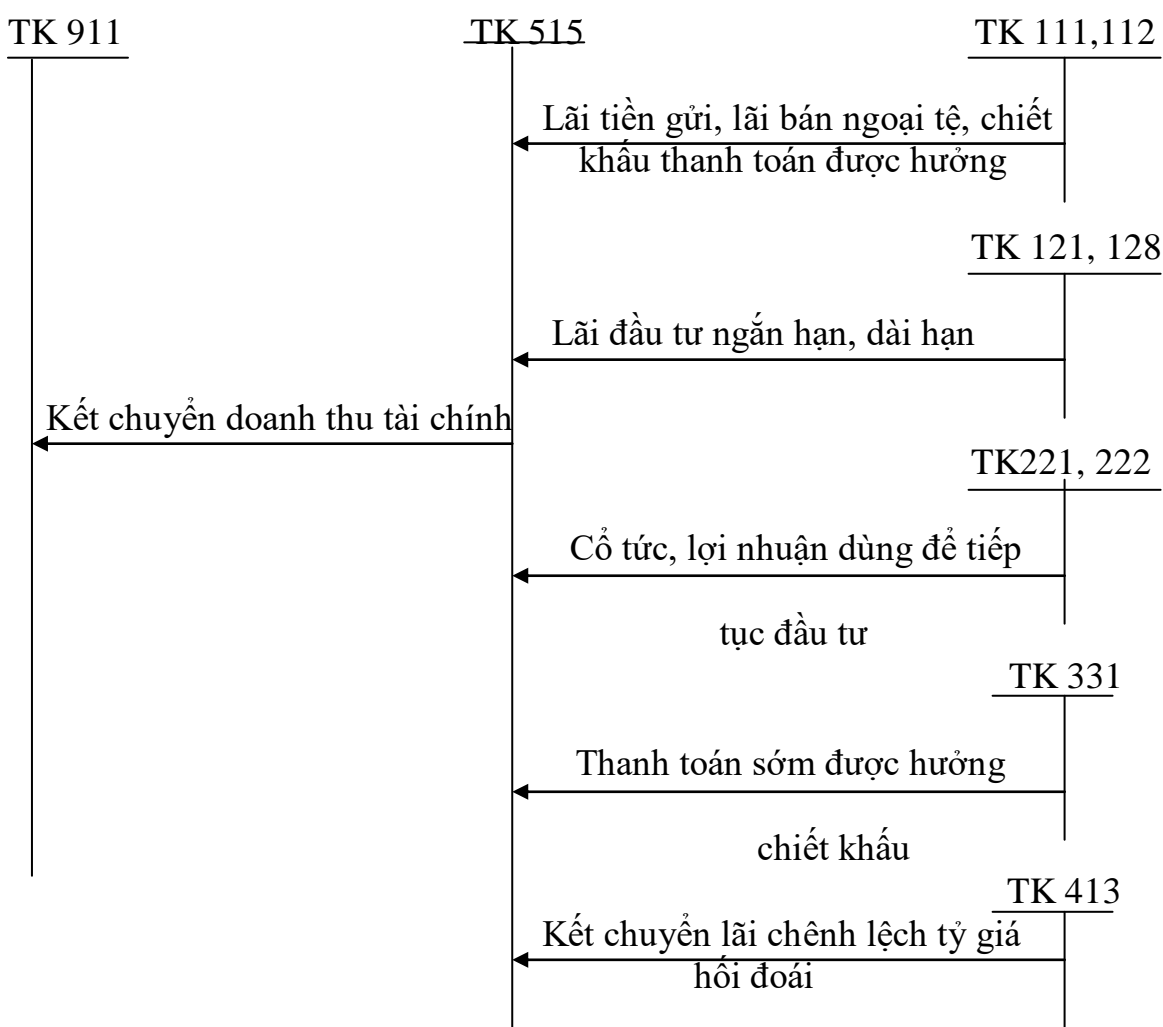 TK 911
TK 515
TK 111,112
Lãi tiền gửi, lãi bán ngoại tệ, chiết
khấu thanh toán được hưởng
TK 121, 128
Lãi đầu tư ngắn hạn, dài hạn
Kết chuyển doanh thu tài chính
TK221, 222
Cổ tức, lợi nhuận dùng để tiếp
tục đầu tư
TK 331
Thanh toán sớm được hưởng
chiết khấu
TK 413
Kết chuyển lãi chênh lệch tỷ giá
hối đoái